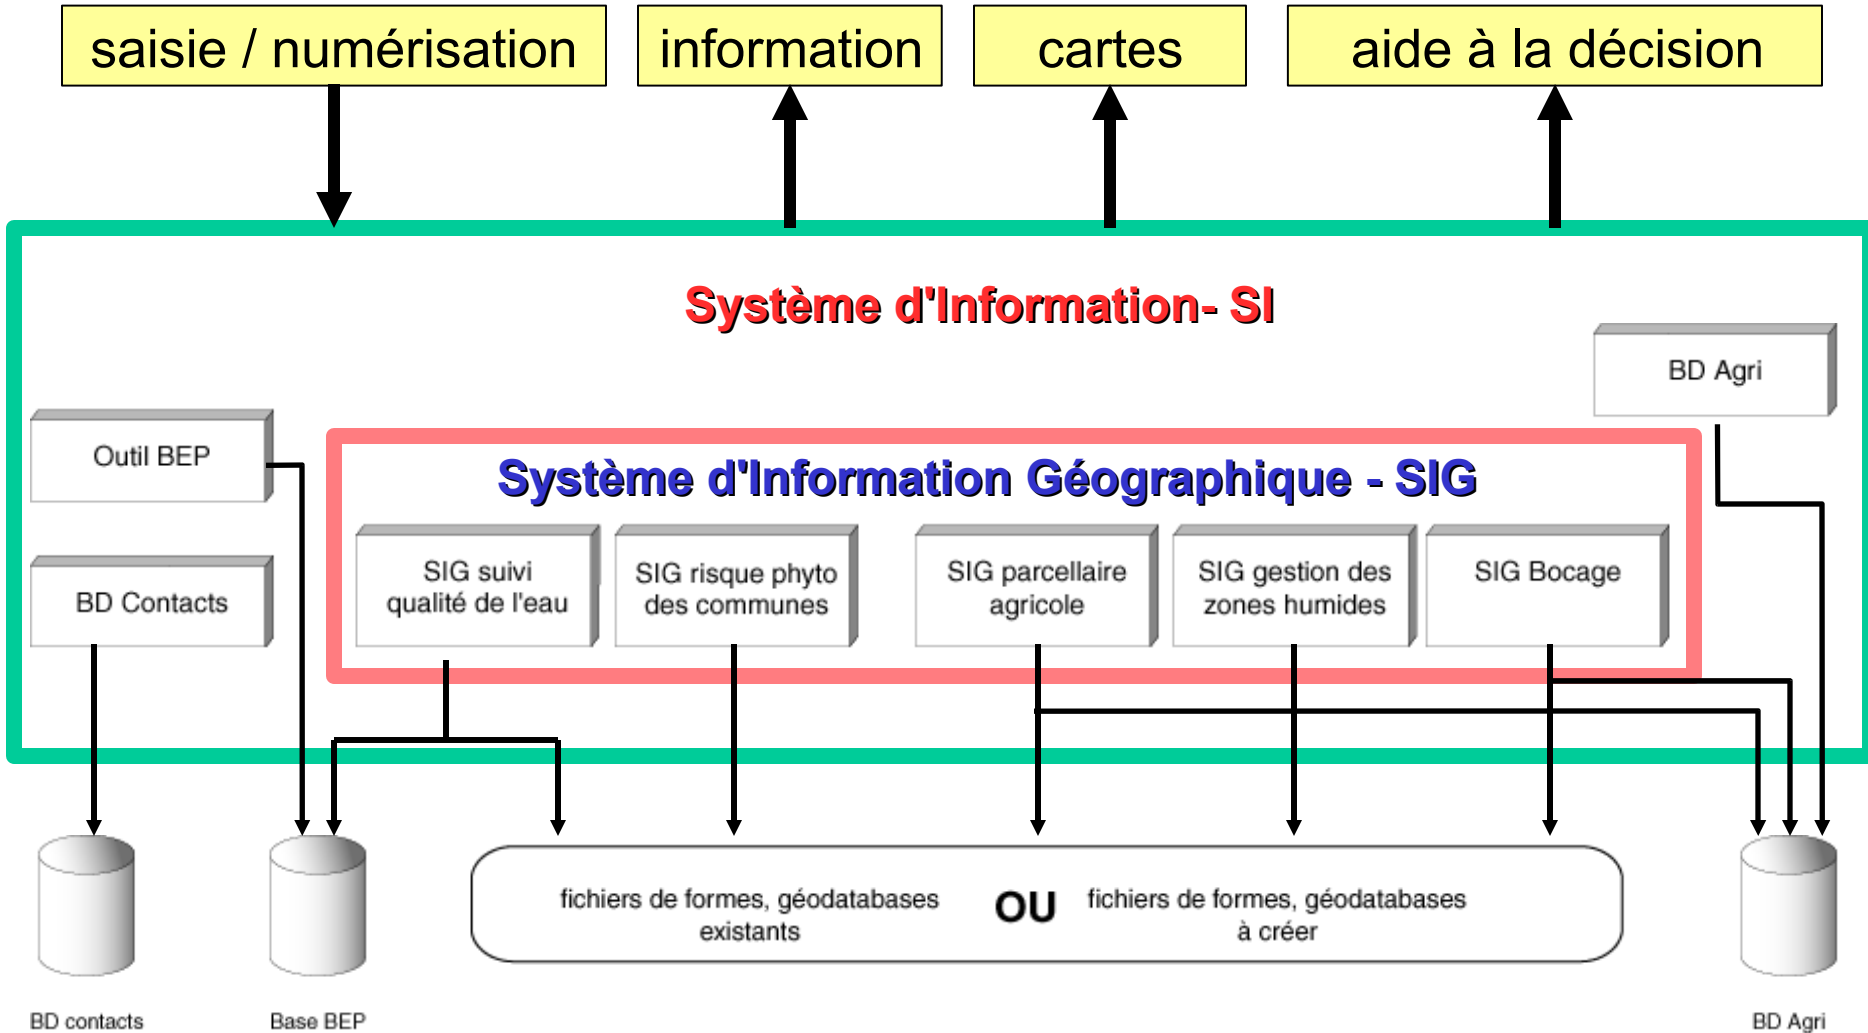 saisie / numérisation
information
cartes
aide à la décision
Système d'Information- SI
BD Agri
Outil BEP
Système d'Information Géographique - SIG
BD Contacts
SIG suivi
qualité de l'eau
SIG risque phyto
des communes
SIG parcellaire
agricole
SIG gestion des
zones humides
SIG Bocage
fichiers de formes, géodatabases
existants
OU
fichiers de formes, géodatabases
à créer
BD contacts
Base BEP
BD Agri